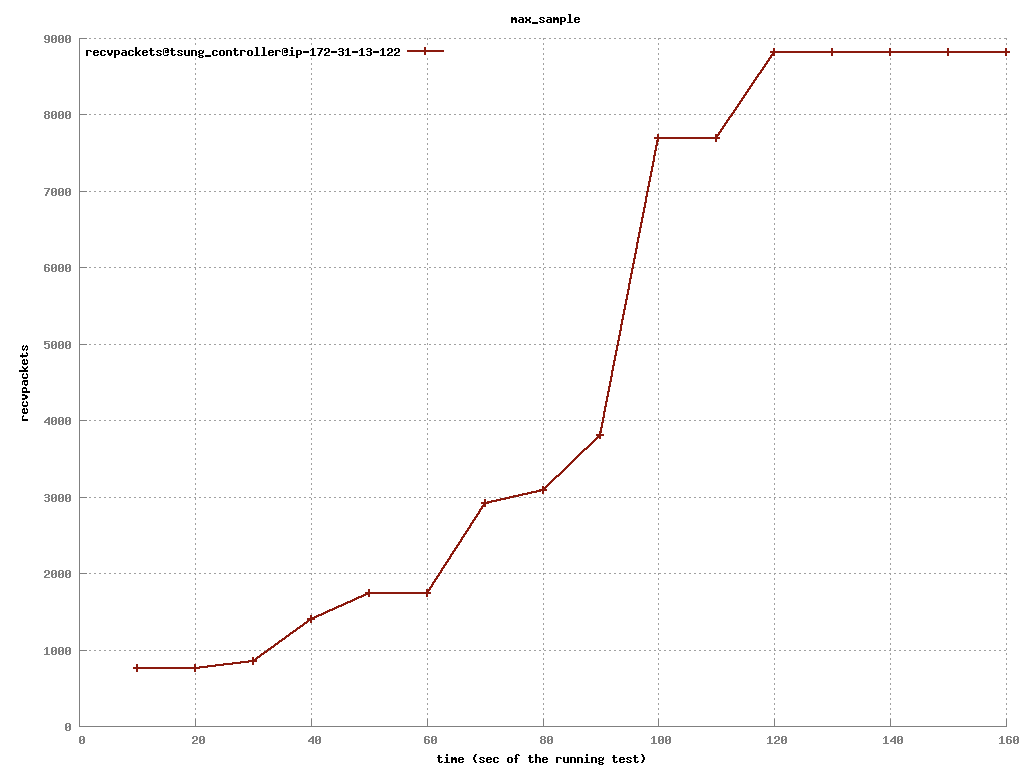 max_sample
recvpackets@tsung_controller@ip-172-31-13-122
9000
8000
7000
6000
5000
4000
3000
2000
1000
0
recvpackets
0 20 40 60 80 100 120 140 160
time (sec of the running test)